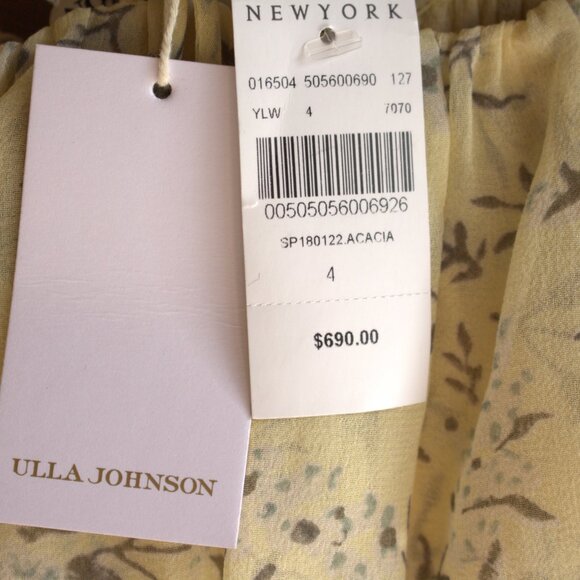 NEWYORK
016504 505600690 127
YLW 4 7070
00505056006926
SP180122.ACACIA
4
$690.00
ULLA JOHNSON